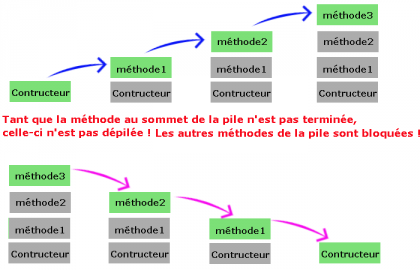 méthode3
méthode2 méthode2
méthode1 méthode1 méthode1
Contructeur Contructeur Contructeur Contructeur
Tant que la méthode au sommet de la pile n'est pas terminée,
celle-ci n'est pas dépilée ! Les autres méthodes de la pile sont bloquées !
méthode3
méthode2 méthode2
méthode1 méthode1 méthode1
Contructeur Contructeur Contructeur Contructeur